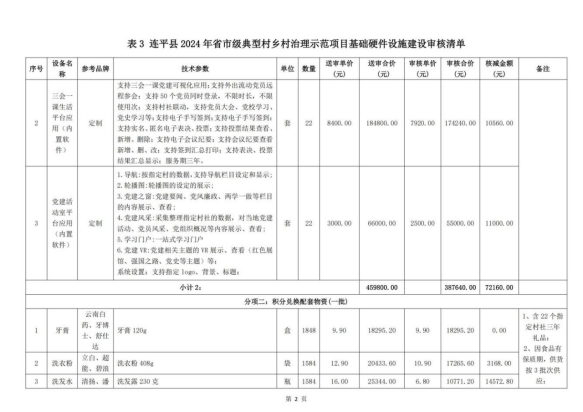 表 3 连平县 2024 年省市级典型村乡村治理示范项目基础硬件设施建设审核清单
序号 设备名称 参考品牌 技术参数 单位 数量 送审单价(元) 送审合价(元) 审核单价(元) 审核合价(元) 核减金额(元) 备注
2 三会一课生活平台应用(内置软件) 定制 套 22 8400.00 184800.00 7920.00 174240.00 10560.00
支持三会一课党建可视化应用;支持外出流动党员远程参会;支持 50 个党员同时登录,不限时长,不限使用次;支持村社联动,支持党员大会、党校学习、党史学习等;支持电子手写签到;支持电子手写签到;支持实名、匿名电子表决、投票;支持投票结果查看、新增、删除;支持电子会议纪要;支持会议纪要查看新增、删、改;支持签到汇总打印;支持表决、投票结果汇总显示;服务期三年。
3 党建活动室平台应用(内置软件) 定制 套 22 3000.00 66000.00 2500.00 55000.00 11000.00
1.导航:按指定村的数据,支持导航栏目设定和显示;
2.轮播图:轮播图的设定的展示;
3.党建之窗:党建要闻、党风廉政、两学一做等栏目的内容展示、查看;
4.党建风采:采集整理指定村社的数据,对当地党建活动、党员风采、党组织概况等内容展示、查看;
5.学习门户:一站式学习门户
6.党建 VR:党建相关主题的 VR 展示、查看(红色展馆、强国之路、党史等主题)等;
系统设置:支持指定 logo、背景、标题;
小计 2: 459800.00 387640.00 72160.00
分项二:积分兑换配套物资(一批)
1 牙膏 云南白药、牙博士、舒仕达 牙膏 120g 盒 1848 9.90 18295.20 9.90 18295.20 0.00
2 洗衣粉 立白、超能、碧浪 洗衣粉 408g 袋 1584 12.90 20433.60 10.90 17265.60 3168.00
3 洗发水 清扬、潘 洗发露 230 克 瓶 1584 16.00 25344.00 6.80 10771.20 14572.80
1、含 22 个指定村社三年礼品;
2、因食品有保质期,供货按 3 批次供应;
第 2 页